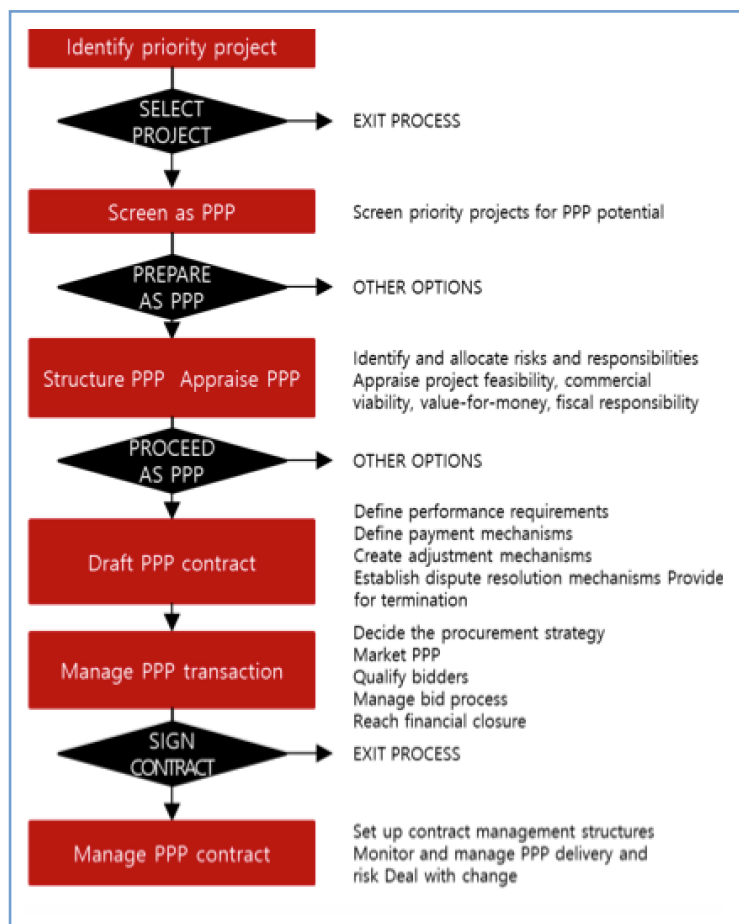 Identify priority project
SELECT
PROJECT
EXIT PROCESS
Screen as PPP
Screen priority projects for PPP potential
PREPARE
AS PPP
OTHER OPTIONS
Structure PPP Appraise PPP
Identify and allocate risks and responsibilities
Appraise project feasibility, commercial
viability, value-for-money, fiscal responsibility
PROCEED
AS PPP
OTHER OPTIONS
Draft PPP contract
Define performance requirements
Define payment mechanisms
Create adjustment mechanisms
Establish dispute resolution mechanisms Provide
for termination
Manage PPP transaction
Decide the procurement strategy
Market PPP
Qualify bidders
Manage bid process
Reach financial closure
SIGN
CONTRACT
EXIT PROCESS
Manage PPP contract
Set up contract management structures
Monitor and manage PPP delivery and
risk Deal with change